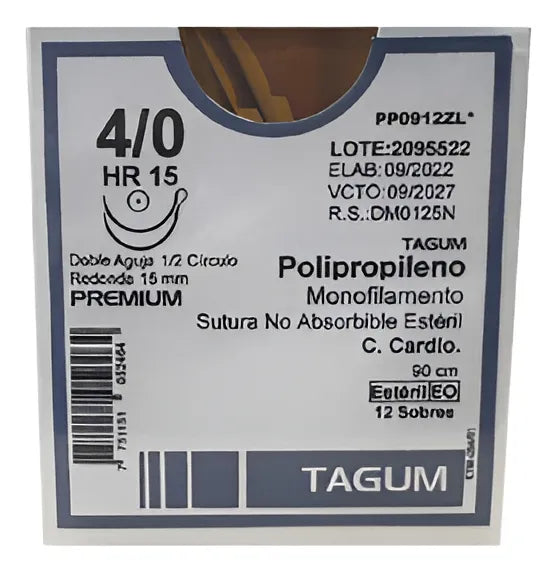 4/0
HR 15
Doble Aguja 1/2 Círculo
Redonda 15 mm
PREMIUM
PP0912ZL*
LOTE:2095522
ELAB:09/2022
VCTO:09/2027
R.S.:DM0125N
TAGUM
Polipropileno
Monofilamento
Sutura No Absorbible Estéril
C. Cardio.
90 cm
Estéril EO
12 Sobres
TAGUM